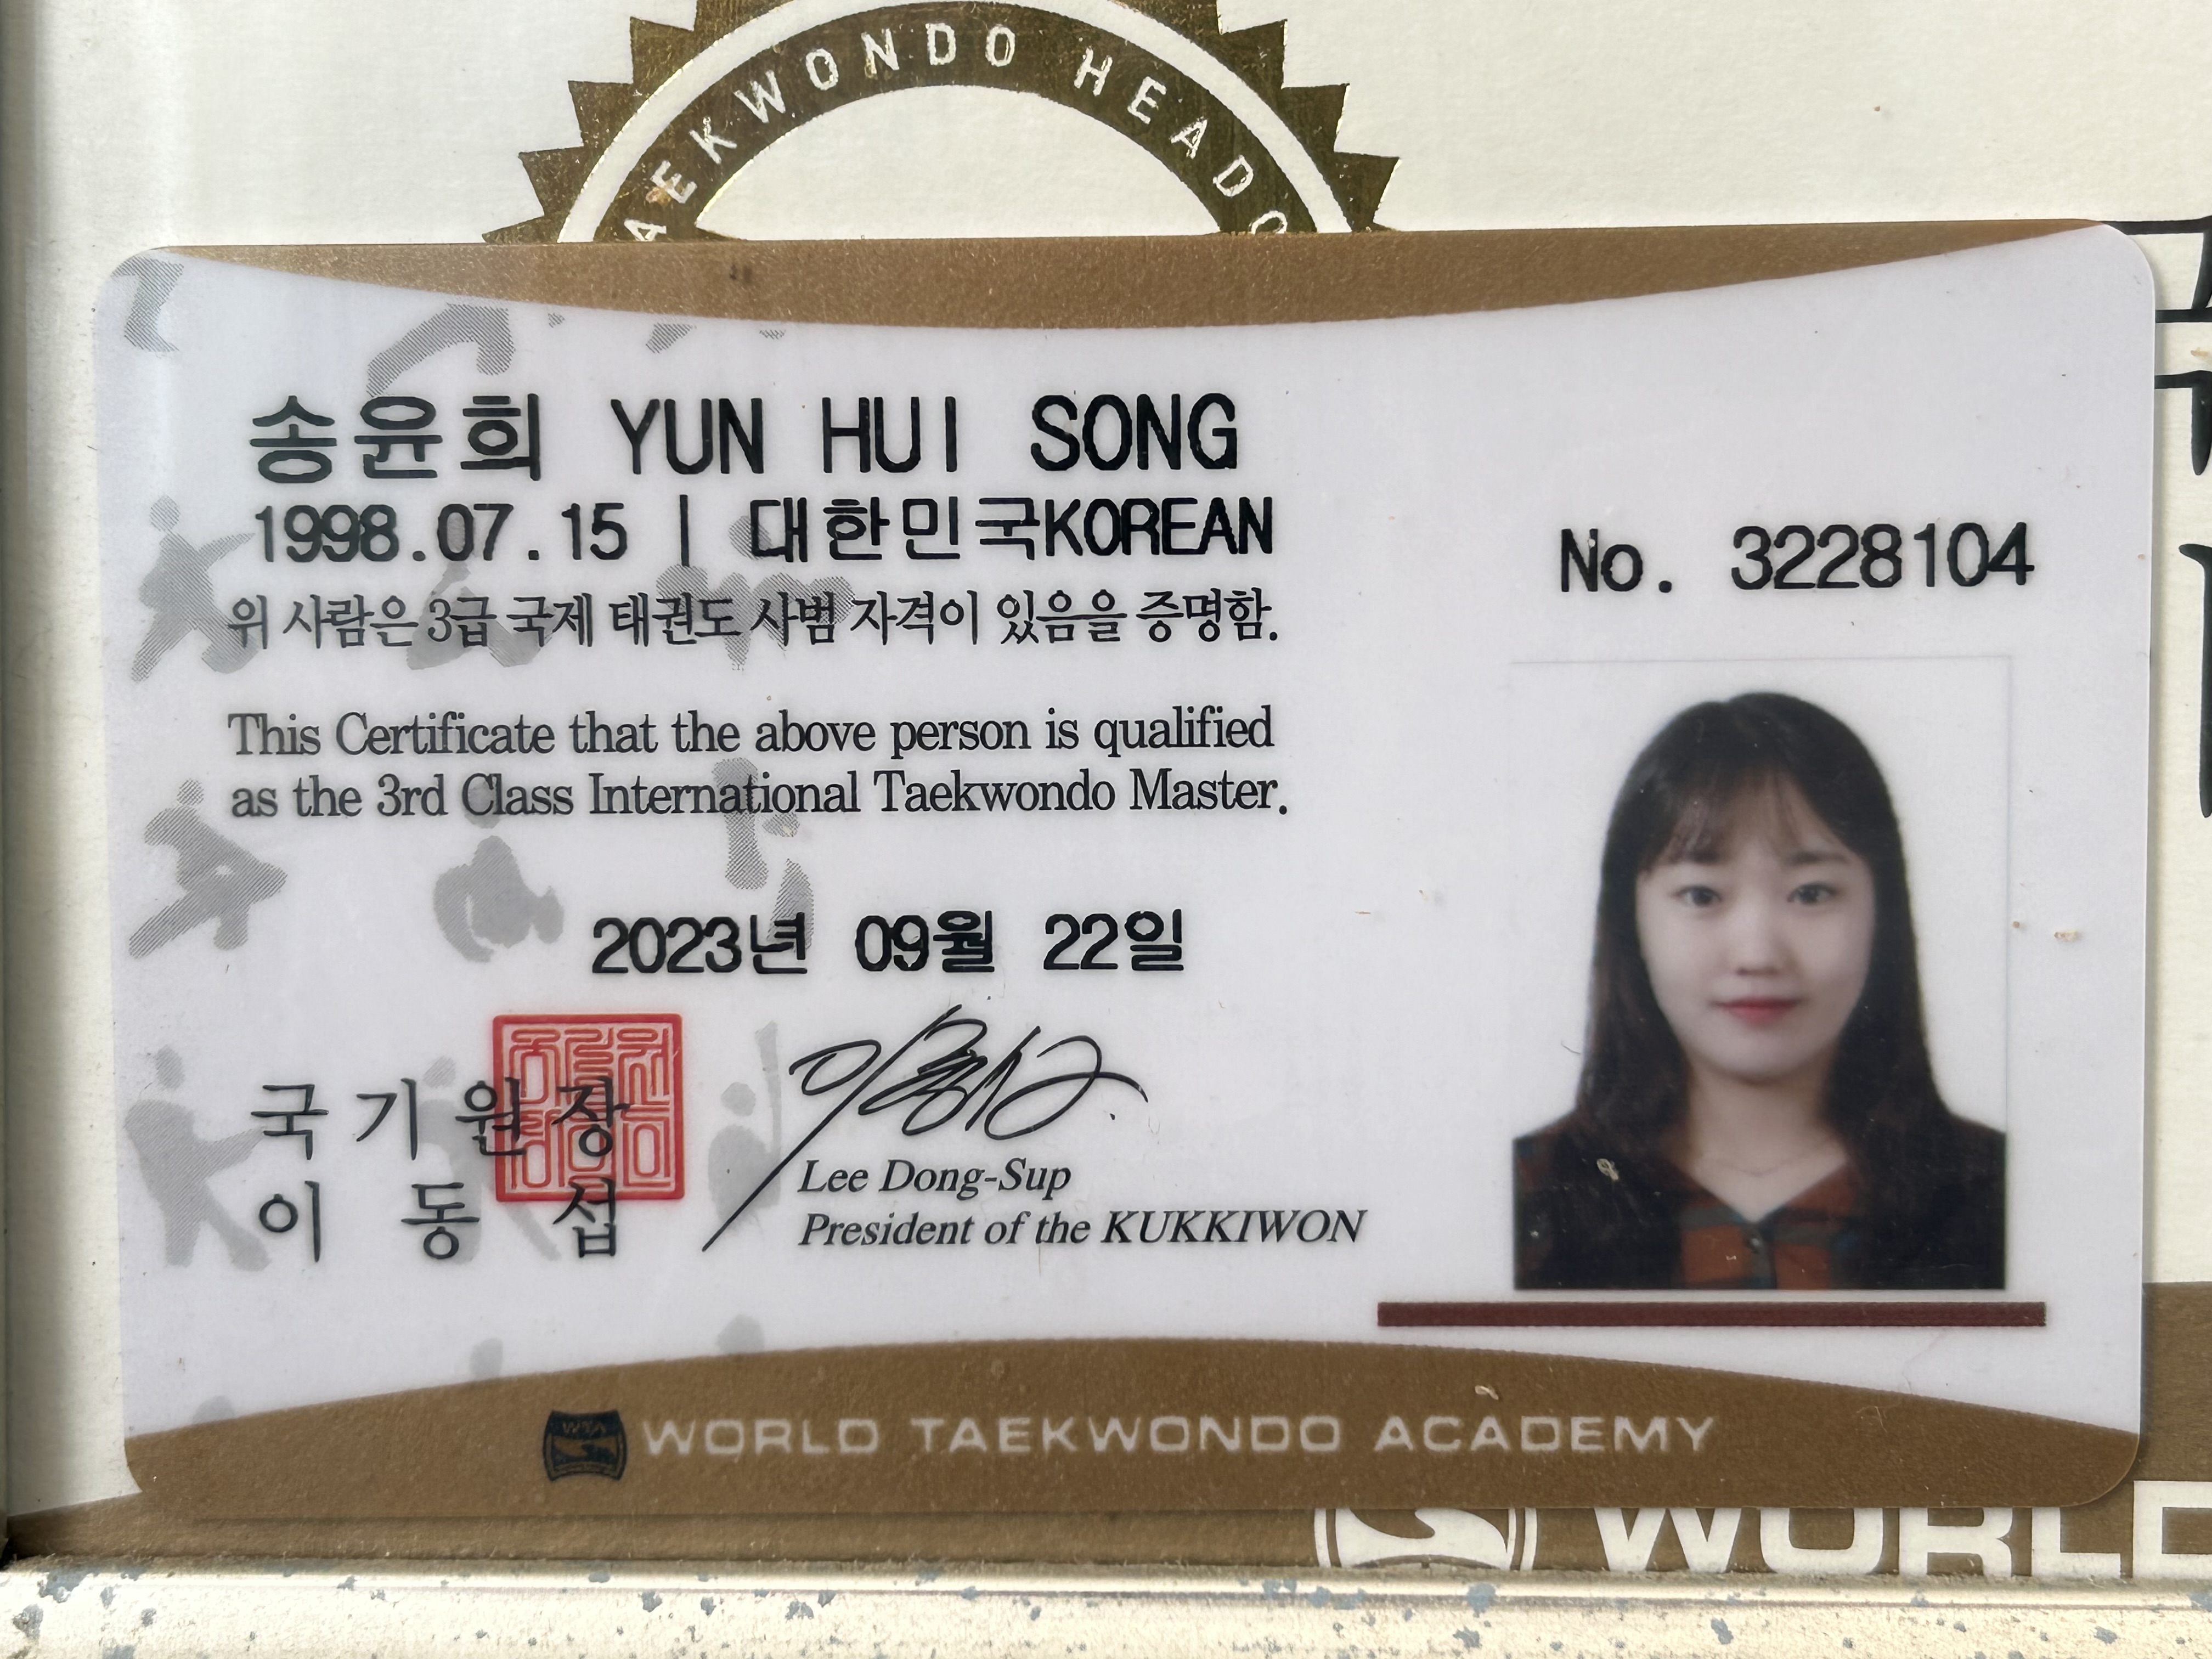 TAEKWONDO HEADQ
송윤희 YUN HUI SONG
1998.07.15 | 대한민국KOREAN
No. 3228104
위 사람은 3급 국제 태권도 사범 자격이 있음을 증명함.
This Certificate that the above person is qualified
as the 3rd Class International Taekwondo Master.
2023년 09월 22일
국기원장
이동섭
Lee Dong-Sup
President of the KUKKIWON
WORLD TAEKWONDO ACADEMY
WORLD